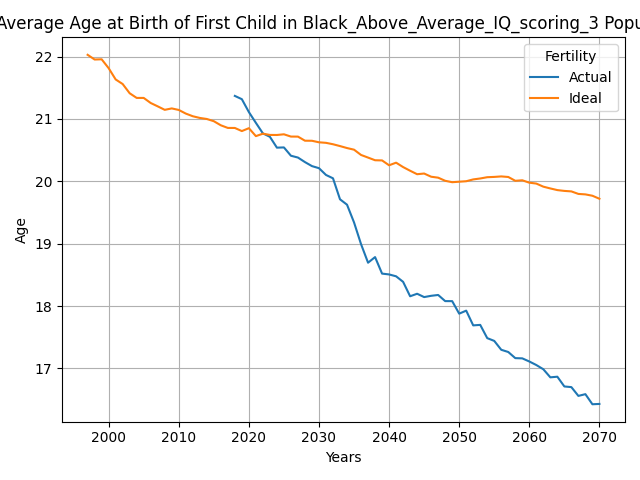 Average Age at Birth of First Child in Black_Above_Average_IQ_scoring_3 Popu
Fertility
Actual
Ideal
22
21
20
19
18
17
Age
2000 2010 2020 2030 2040 2050 2060 2070
Years